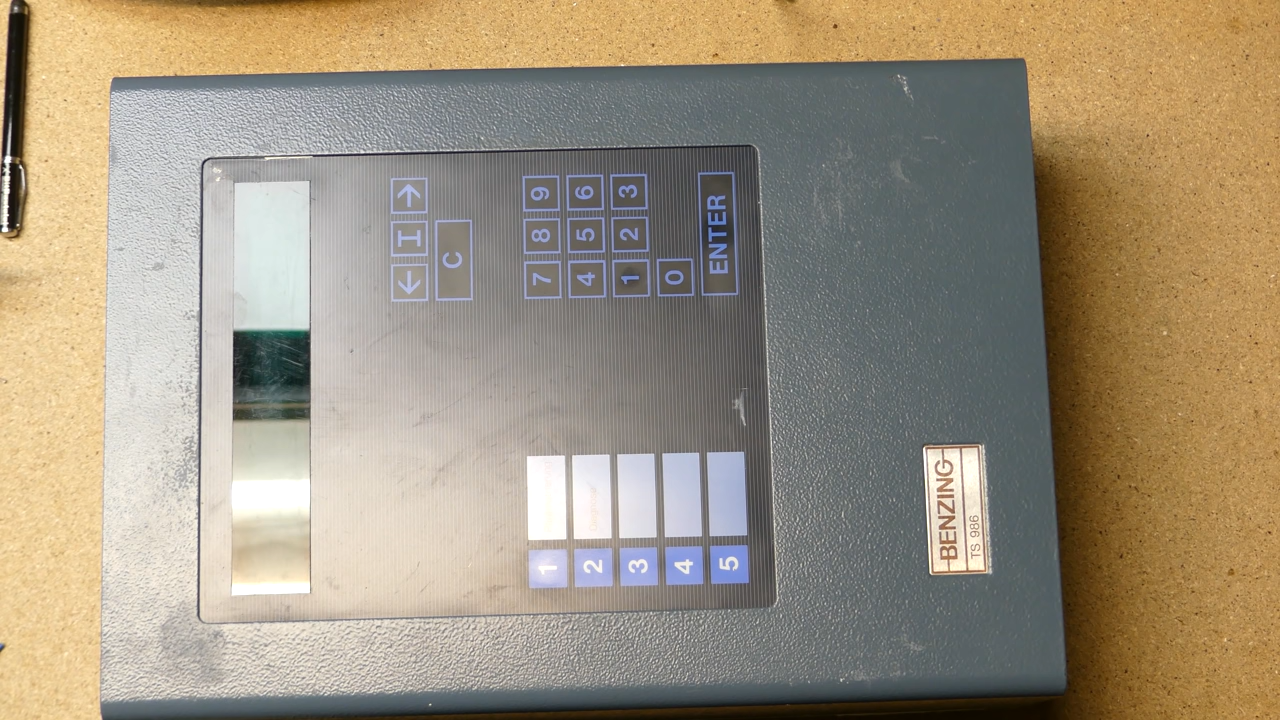 ← I →
C
7 8 9
4 5 6
1 2 3
0
ENTER
1
2
3
4
5
BENZING
TS 986